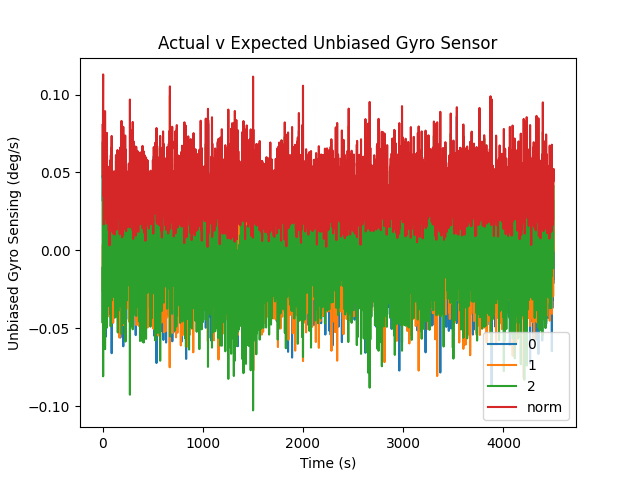 Actual v Expected Unbiased Gyro Sensor
Unbiased Gyro Sensing (deg/s)
0.10
0.05
0.00
−0.05
−0.10
0
1
2
norm
0 1000 2000 3000 4000
Time (s)